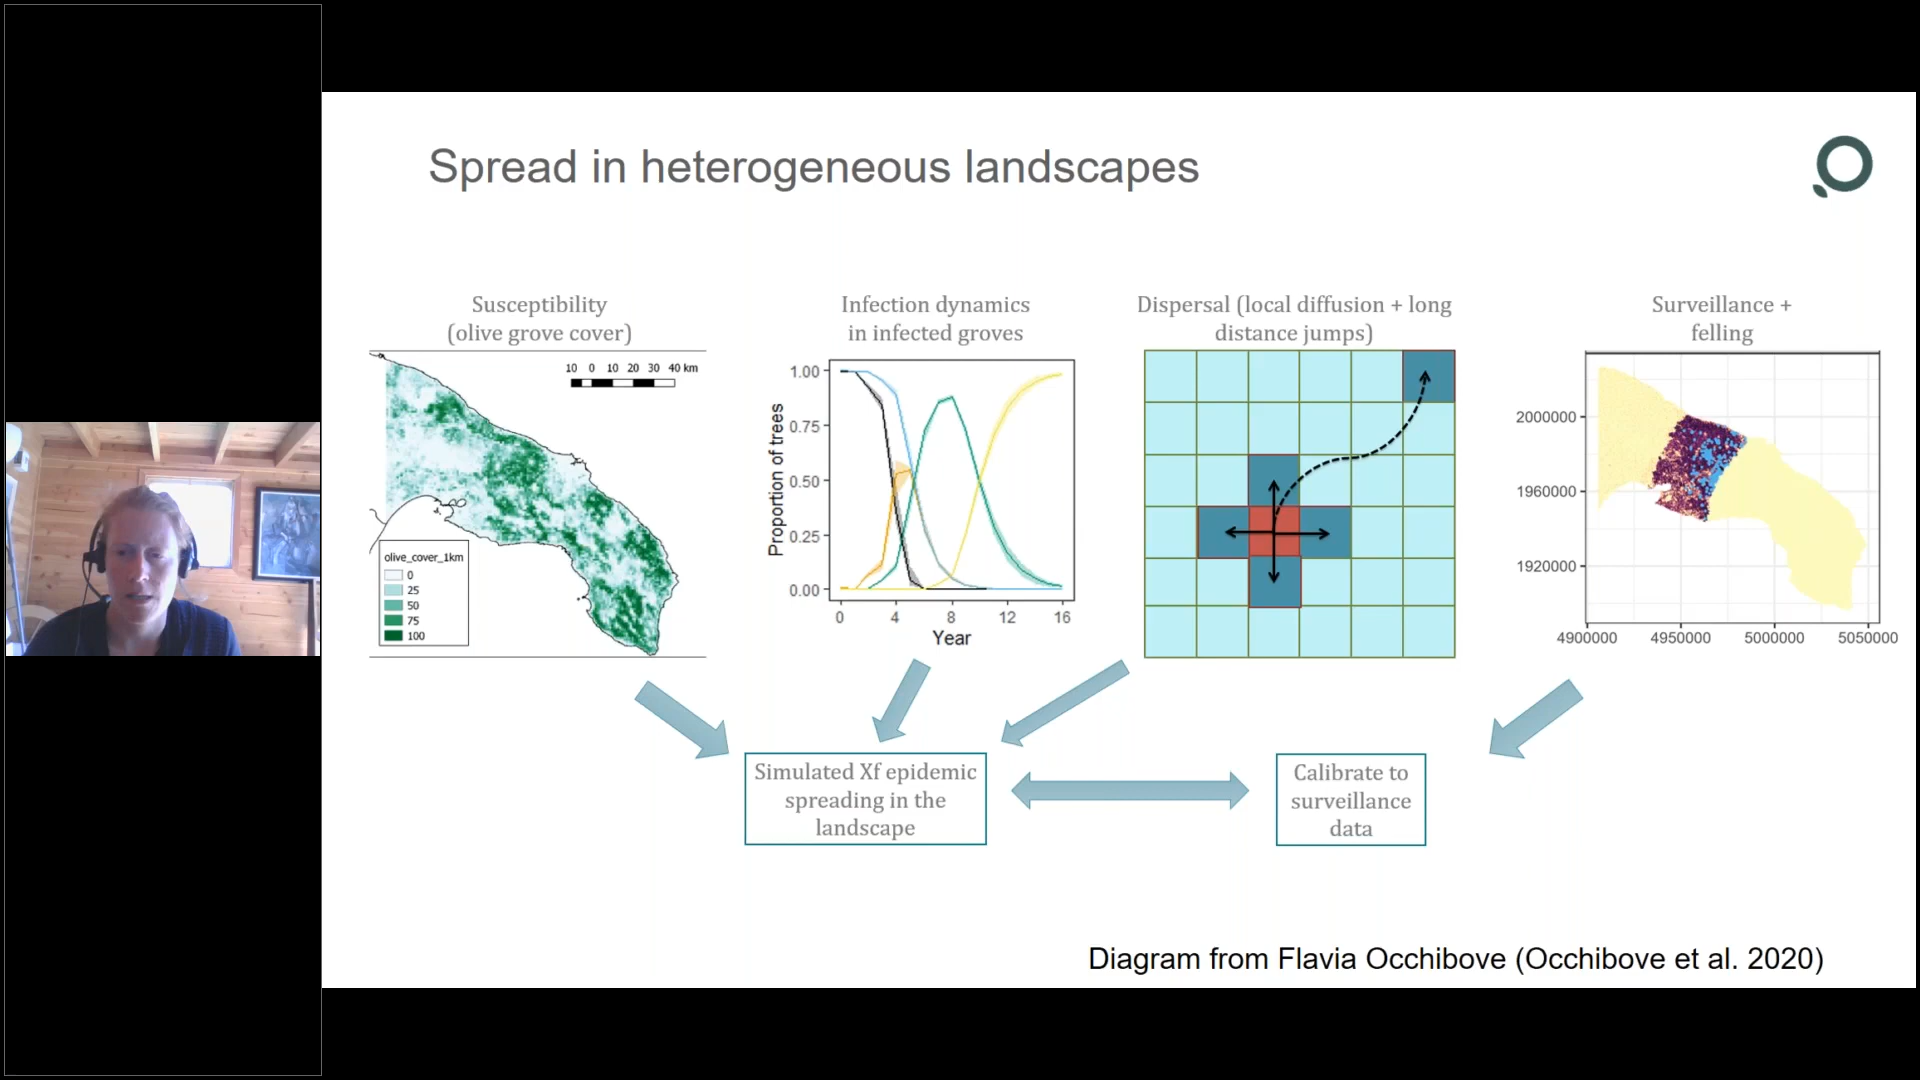 Spread in heterogeneous landscapes
Susceptibility
(olive grove cover)
10 0 10 20 30 40 km
olive_cover_1km
0
25
50
75
100
Infection dynamics
in infected groves
Proportion of trees
1.00
0.75
0.50
0.25
0.00
0 4 8 12 16
Year
Dispersal (local diffusion + long
distance jumps)
Surveillance +
felling
2000000
1960000
1920000
4900000 4950000 5000000 5050000
Simulated Xf epidemic
spreading in the
landscape
Calibrate to
surveillance
data
Diagram from Flavia Occhibove (Occhibove et al. 2020)